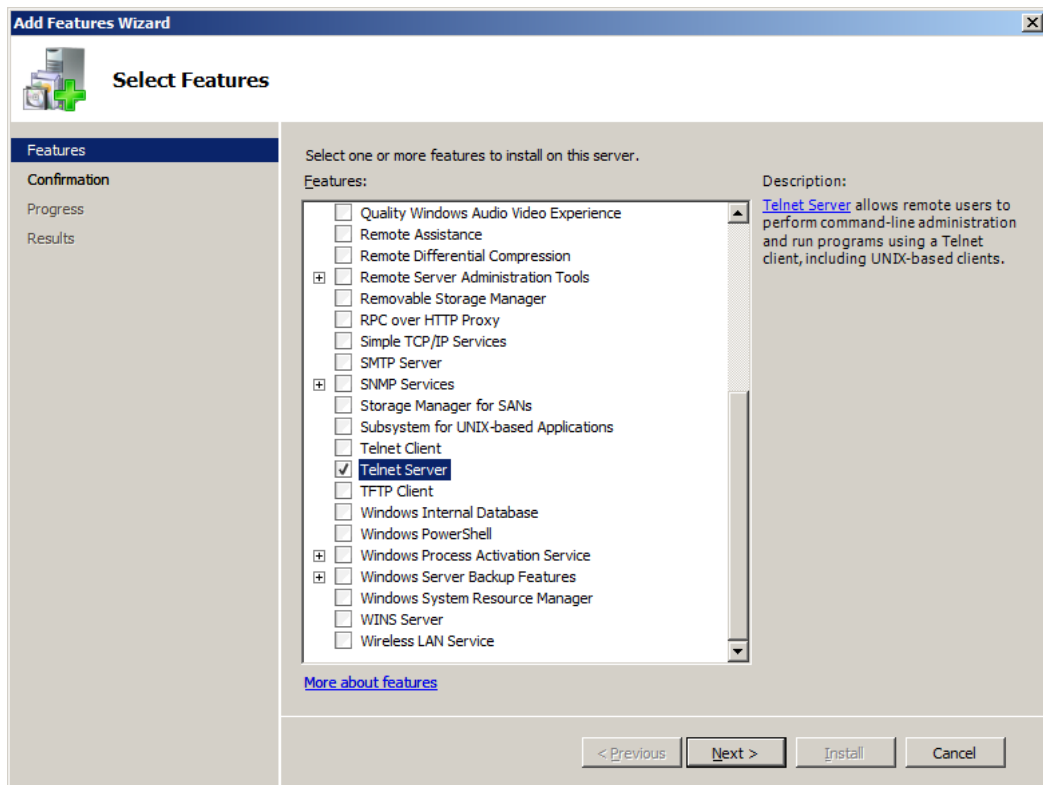 Add Features Wizard
Select Features
Features
Confirmation
Progress
Results
Select one or more features to install on this server.
Features:
Quality Windows Audio Video Experience
Remote Assistance
Remote Differential Compression
Remote Server Administration Tools
Removable Storage Manager
RPC over HTTP Proxy
Simple TCP/IP Services
SMTP Server
SNMP Services
Storage Manager for SANs
Subsystem for UNIX-based Applications
Telnet Client
Telnet Server
TFTP Client
Windows Internal Database
Windows PowerShell
Windows Process Activation Service
Windows Server Backup Features
Windows System Resource Manager
WINS Server
Wireless LAN Service
More about features
Description:
Telnet Server allows remote users to
perform command-line administration
and run programs using a Telnet
client, including UNIX-based clients.
< Previous
Next >
Install
Cancel